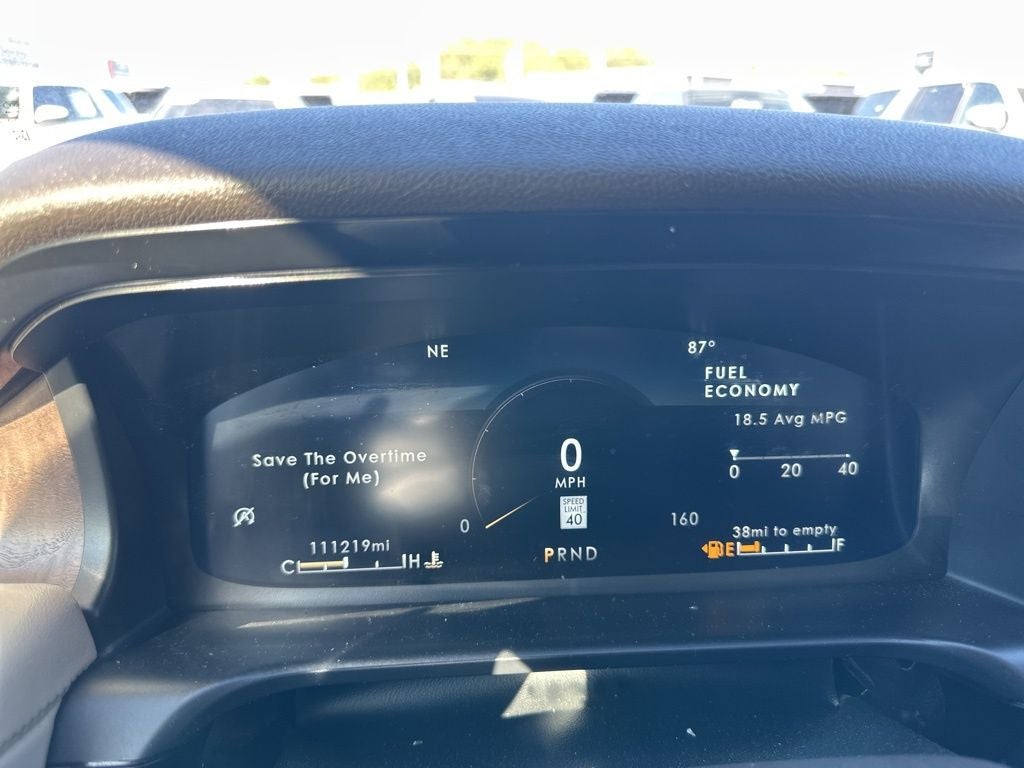 NE
87°
FUEL
ECONOMY
18.5 Avg MPG
0 20 40
Save The Overtime
(For Me)
0
MPH
SPEED
LIMIT
40
0
160
111219mi
C H
PRND
38mi to empty
E F